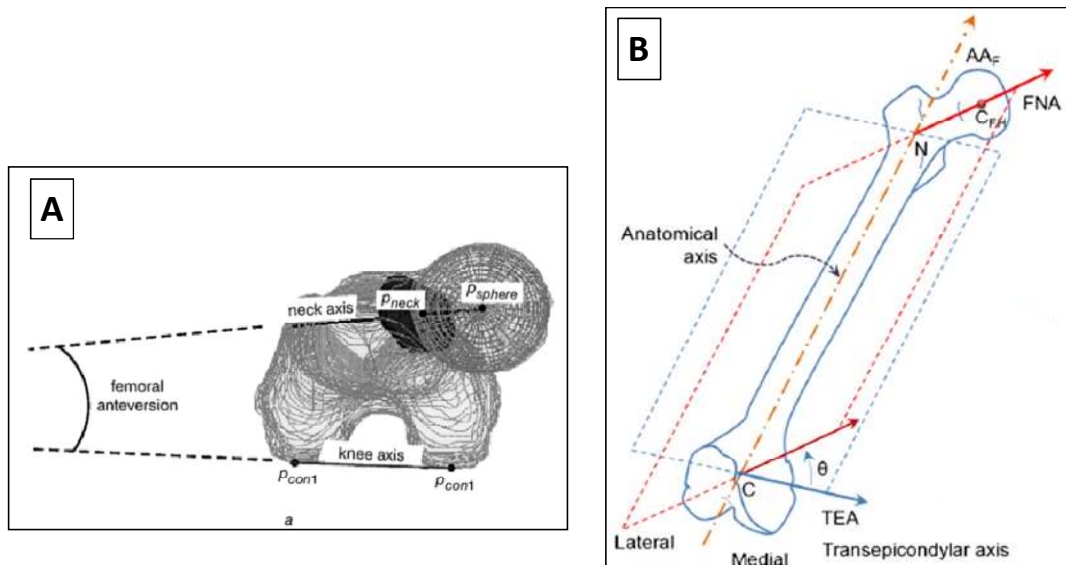 A
neck axis
p_neck
p_sphere
femoral
anteversion
knee axis
p_con1
p_con1
a
B
AA_F
FNA
C_FH
N
Anatomical
axis
θ
C
TEA
Lateral
Medial
Transepicondylar axis